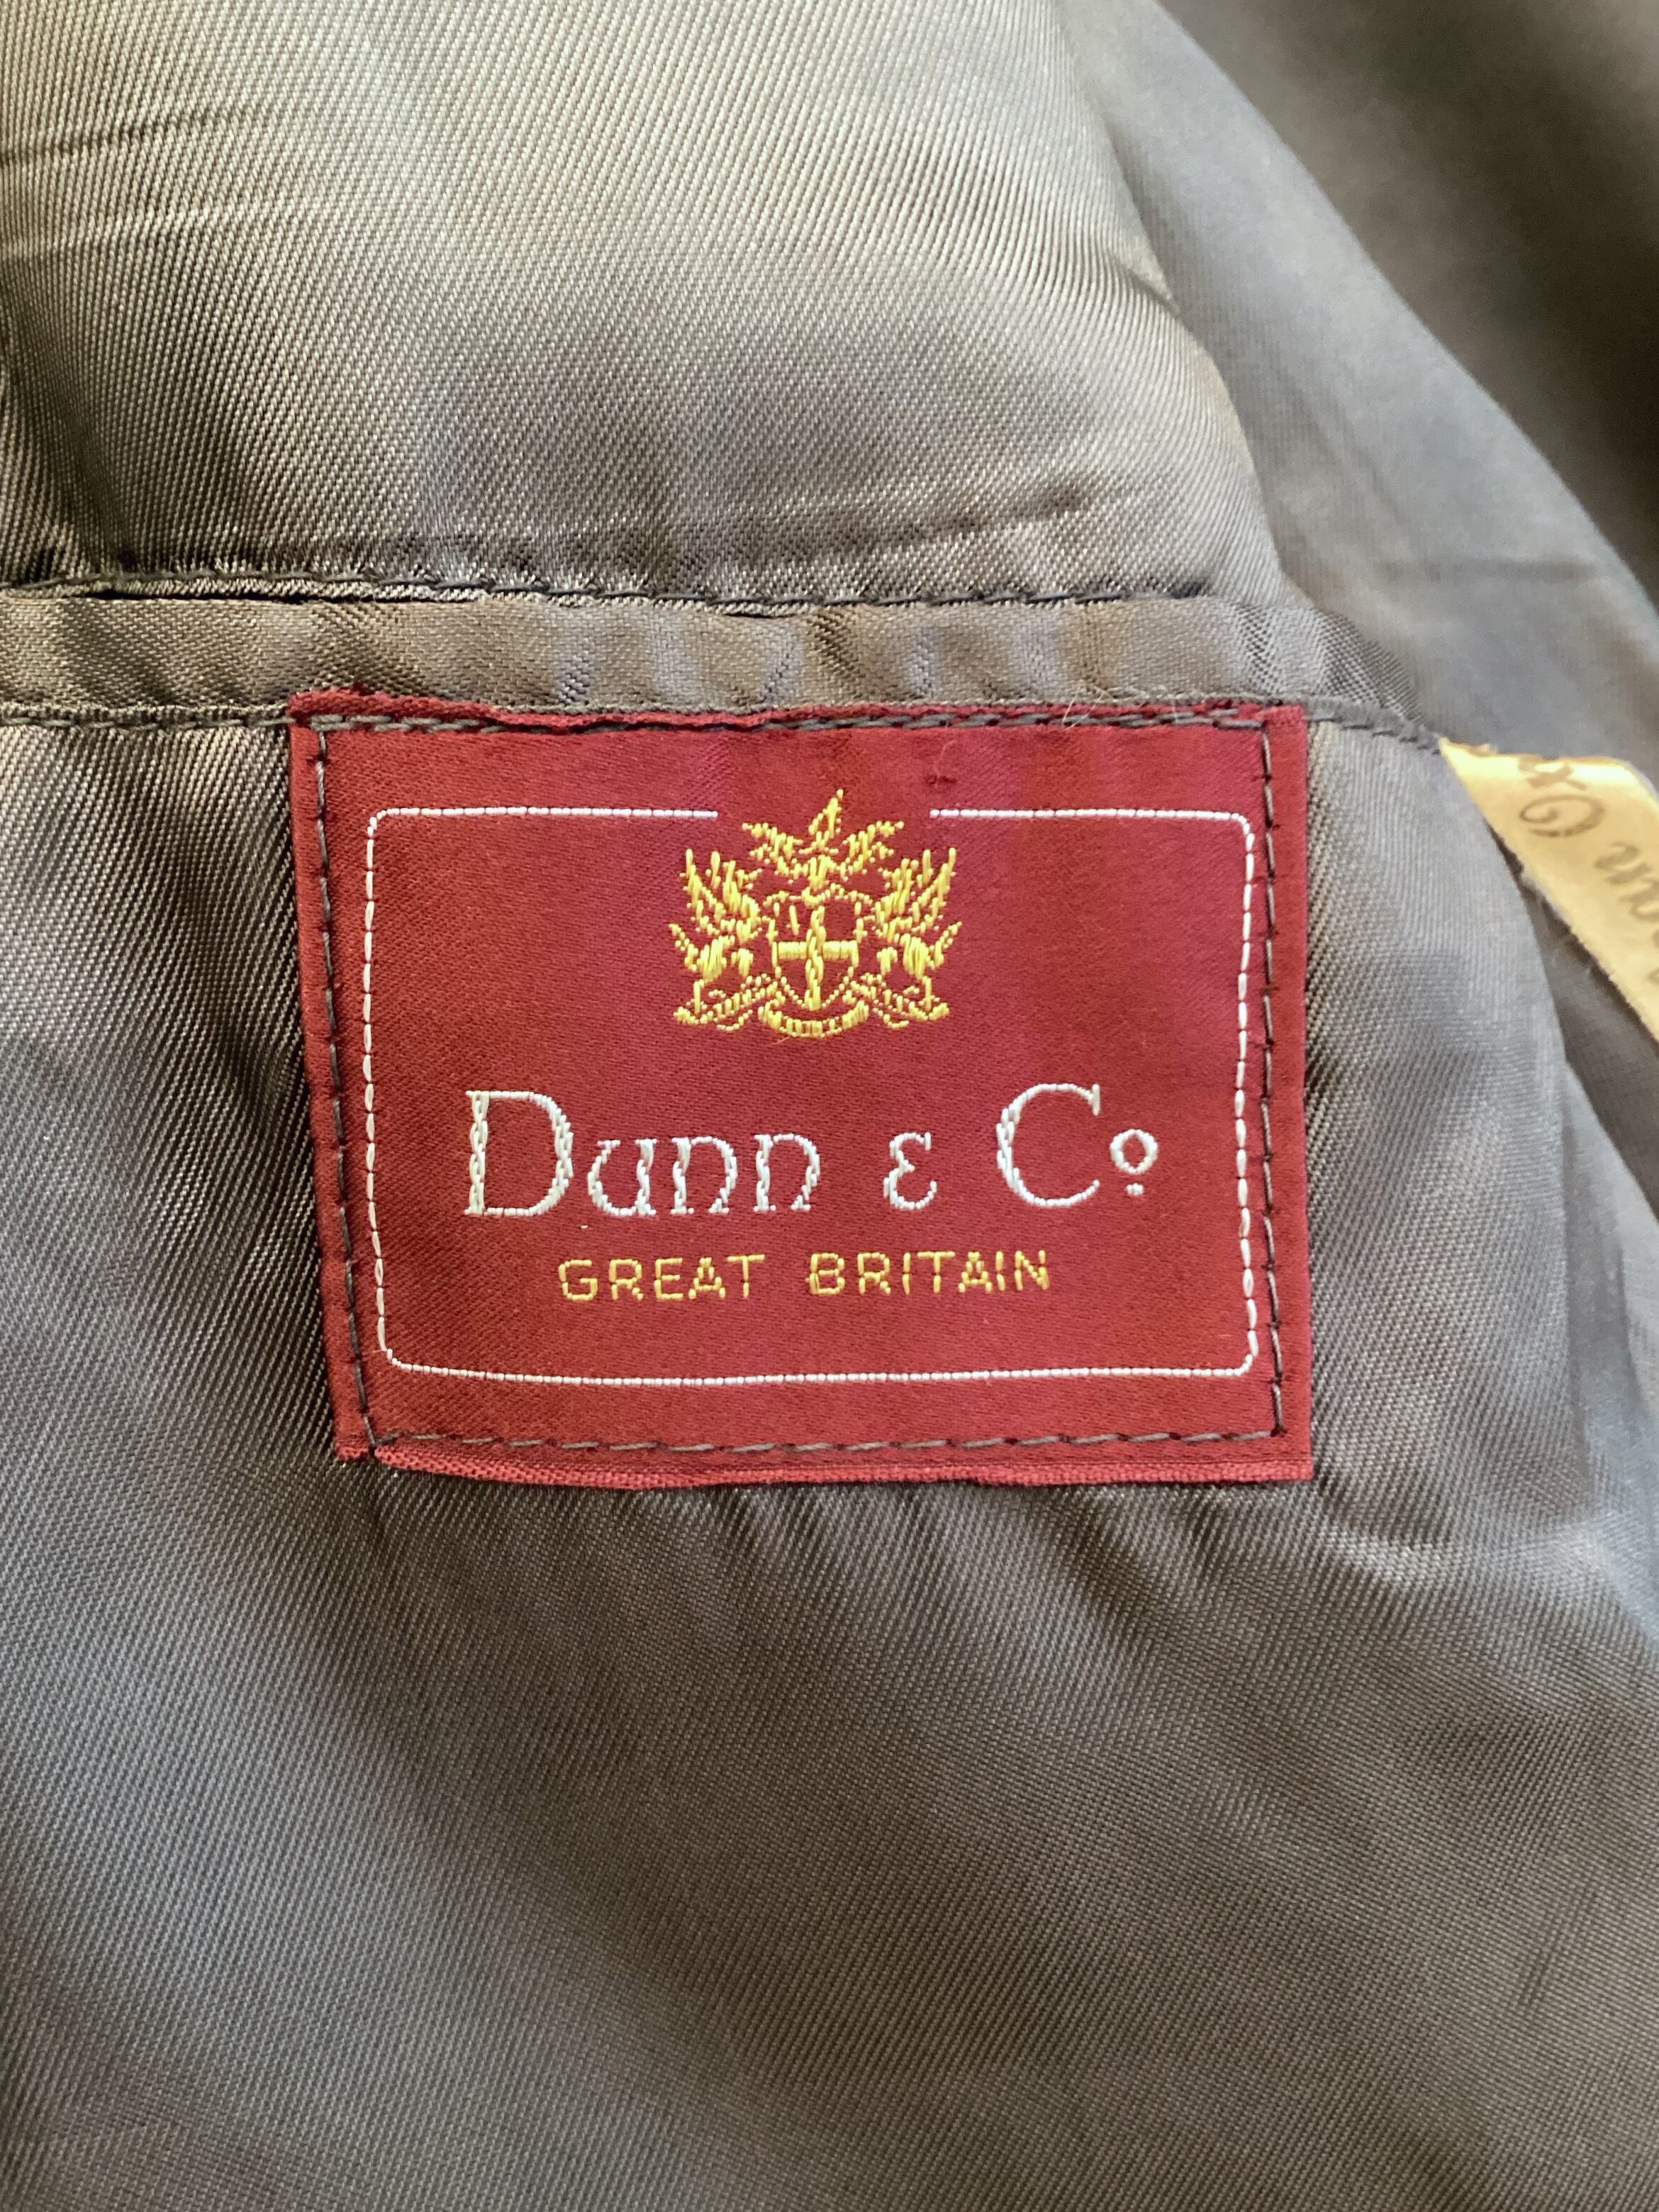 Dunn & Co.
GREAT BRITAIN